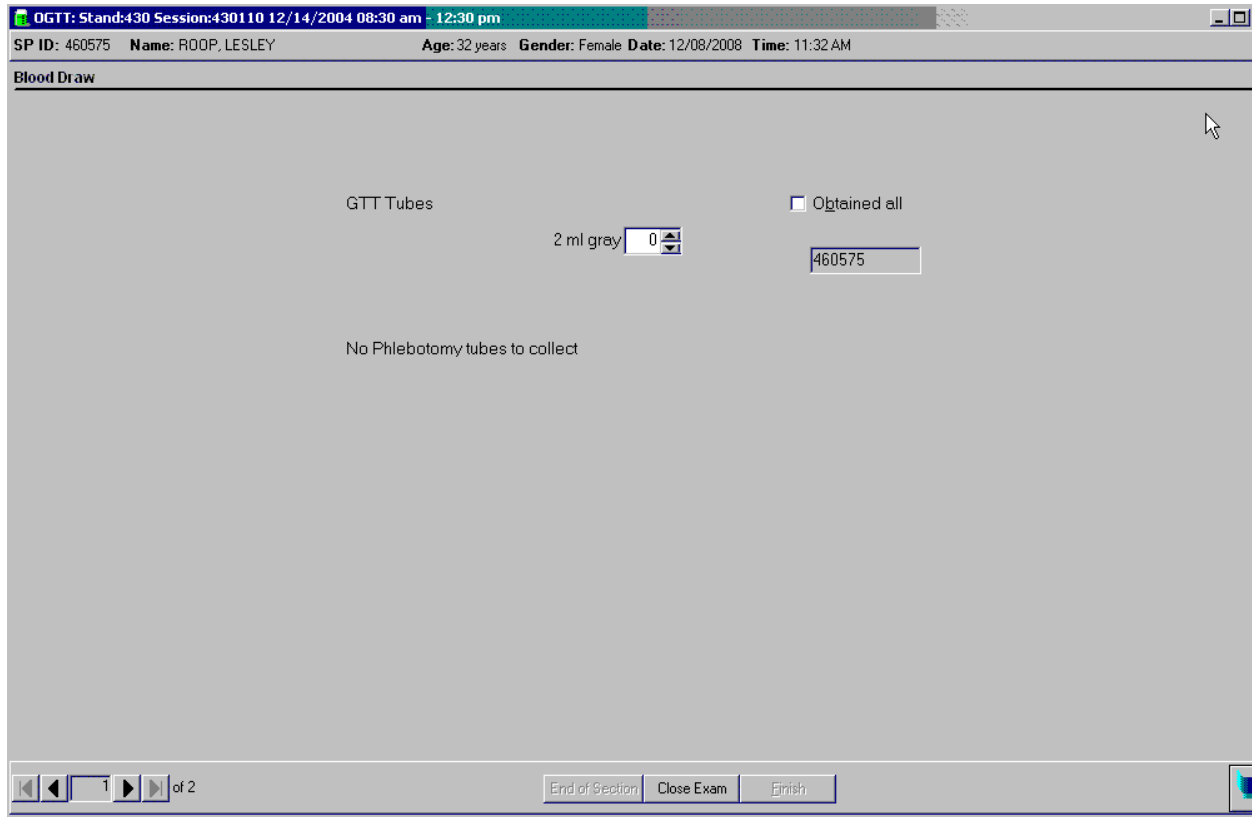 OGTT: Stand:430 Session:430110 12/14/2004 08:30 am - 12:30 pm
SP ID: 460575 Name: ROOP, LESLEY Age: 32 years Gender: Female Date: 12/08/2008 Time: 11:32 AM
Blood Draw
GTT Tubes Obtained all
2 ml gray 0
460575
No Phlebotomy tubes to collect
1 of 2 End of Section Close Exam Finish